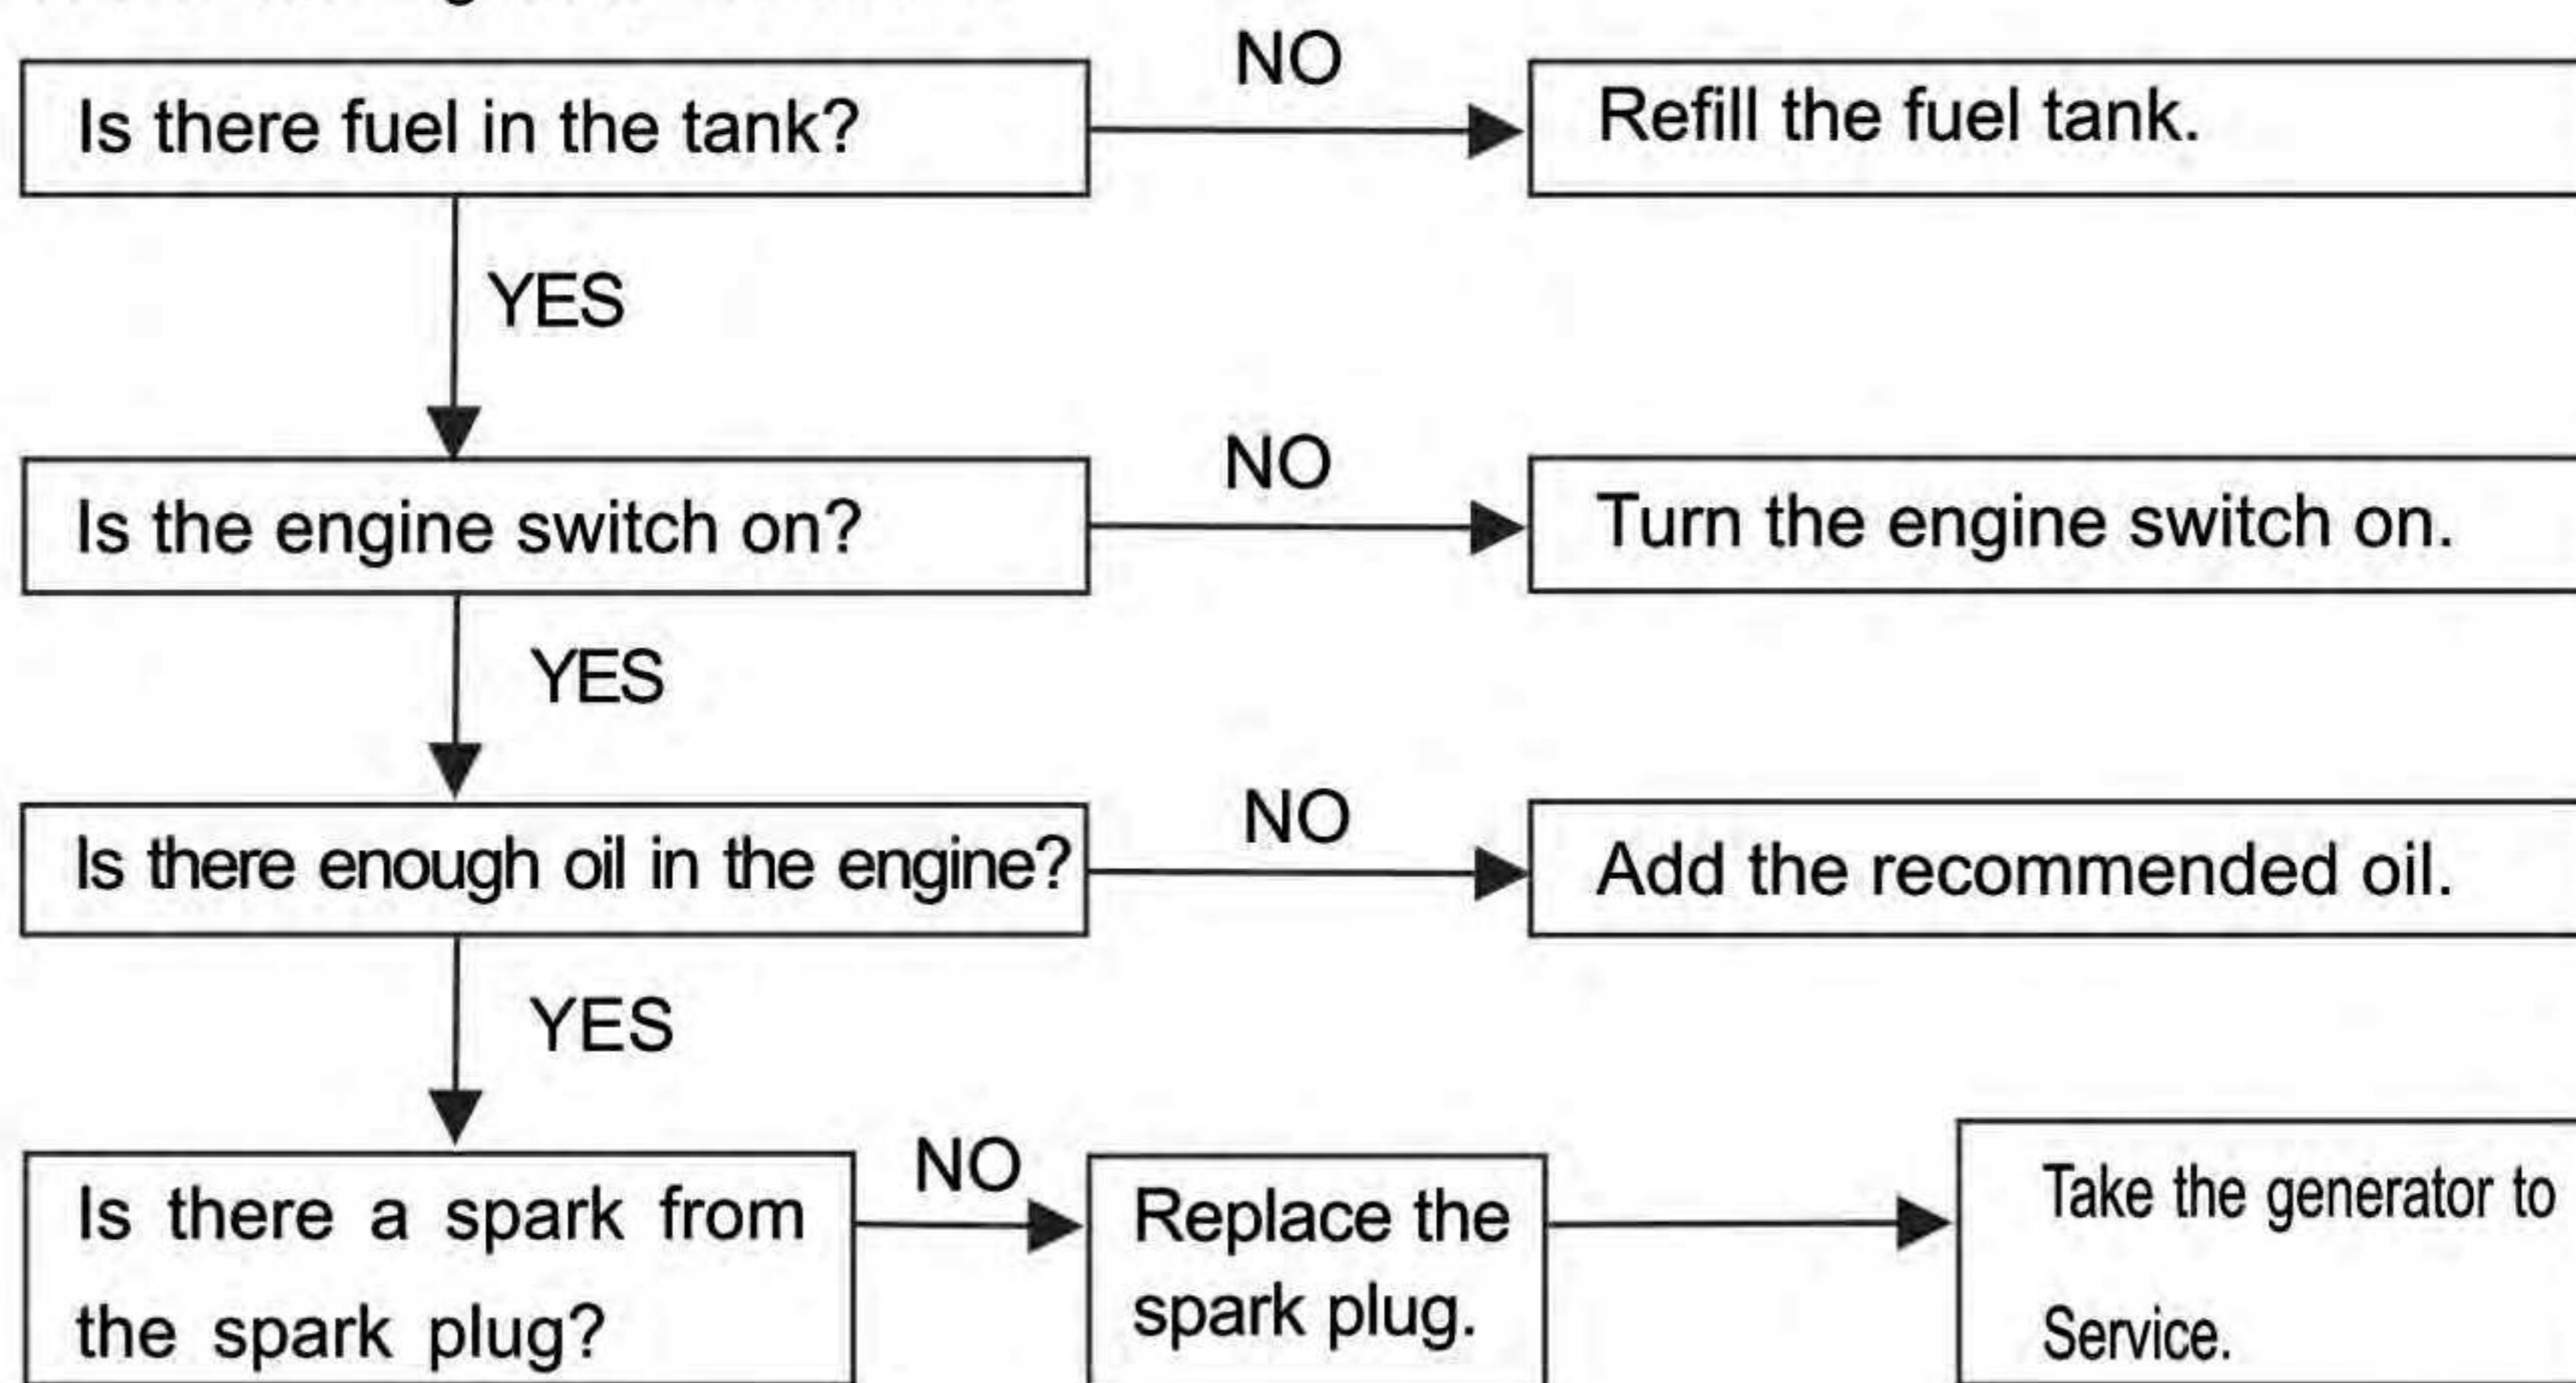 NO
Is there fuel in the tank?
Refill the fuel tank.
YES
NO
Is the engine switch on?
Turn the engine switch on.
YES
NO
Is there enough oil in the engine?
Add the recommended oil.
YES
NO
Is there a spark from
the spark plug?
Replace the
spark plug.
Take the generator to
Service.